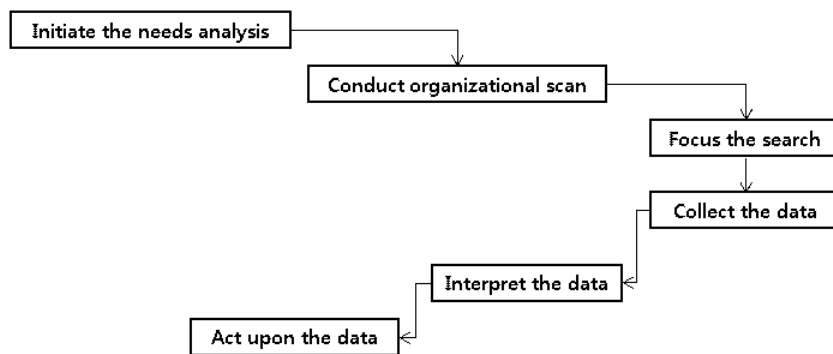 Initiate the needs analysis
Conduct organizational scan
Focus the search
Collect the data
Interpret the data
Act upon the data